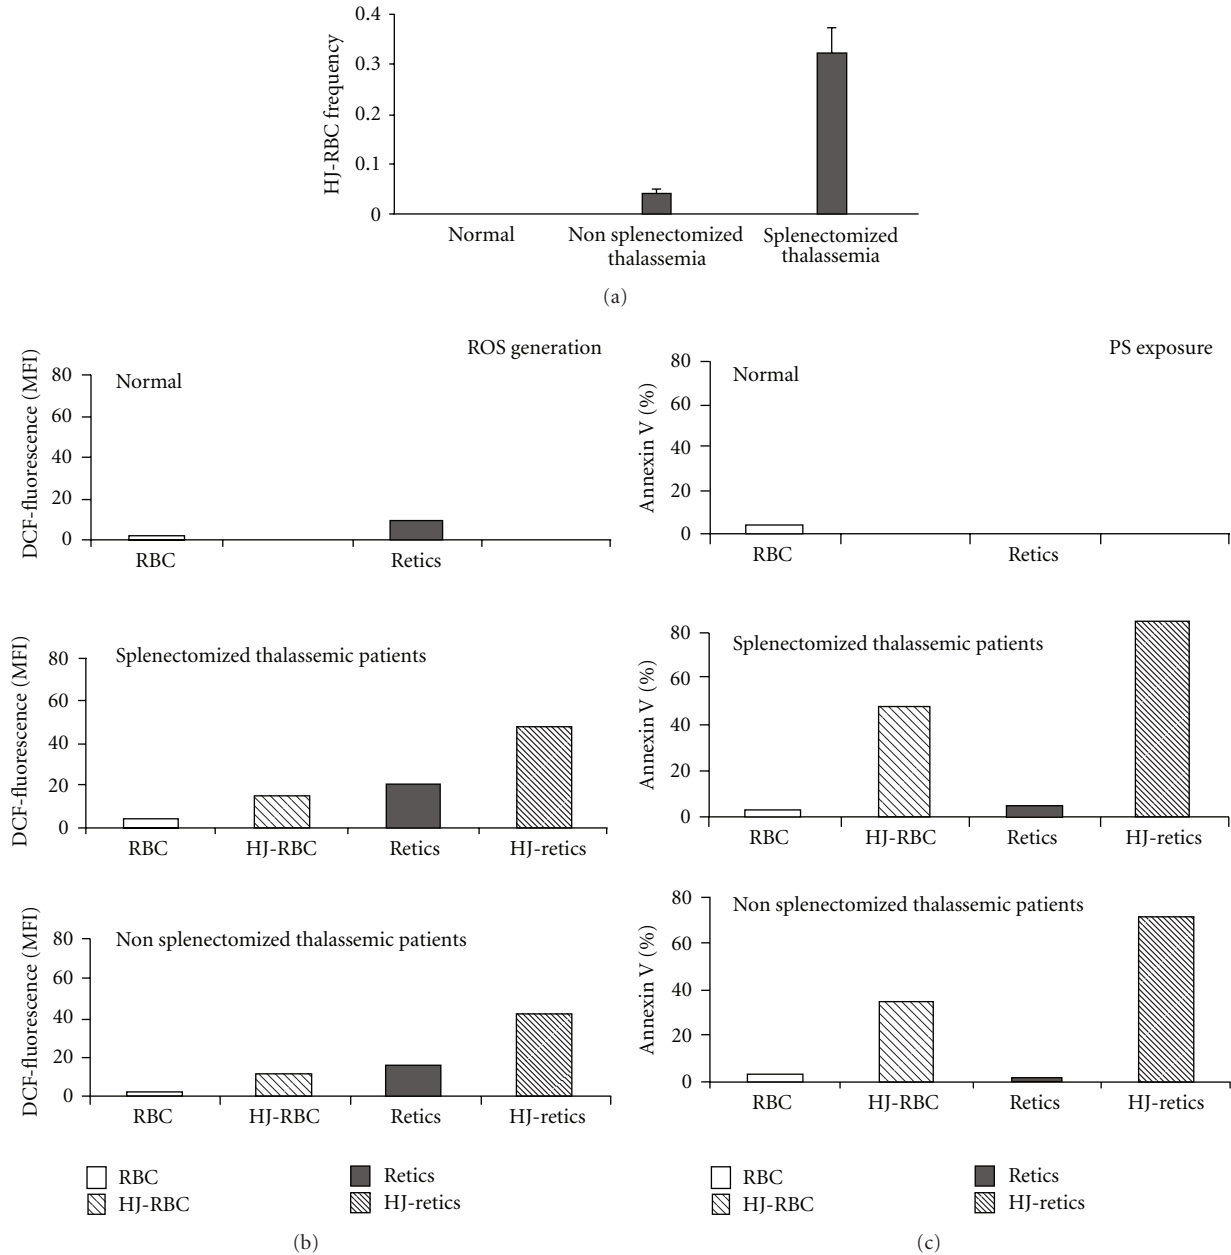 HJ-RBC frequency
0.4
0.3
0.2
0.1
0
Normal
Non splenectomized
thalassemia
Splenectomized
thalassemia
(a)
ROS generation
DCF-fluorescence (MFI)
80
60
40
20
0
Normal
RBC
Retics
DCF-fluorescence (MFI)
80
60
40
20
0
Splenectomized thalassemic patients
RBC
HJ-RBC
Retics
HJ-retics
DCF-fluorescence (MFI)
80
60
40
20
0
Non splenectomized thalassemic patients
RBC
HJ-RBC
Retics
HJ-retics
RBC
HJ-RBC
Retics
HJ-retics
(b)
PS exposure
Annexin V (%)
80
60
40
20
0
Normal
RBC
Retics
Annexin V (%)
80
60
40
20
0
Splenectomized thalassemic patients
RBC
HJ-RBC
Retics
HJ-retics
Annexin V (%)
80
60
40
20
0
Non splenectomized thalassemic patients
RBC
HJ-RBC
Retics
HJ-retics
RBC
HJ-RBC
Retics
HJ-retics
(c)